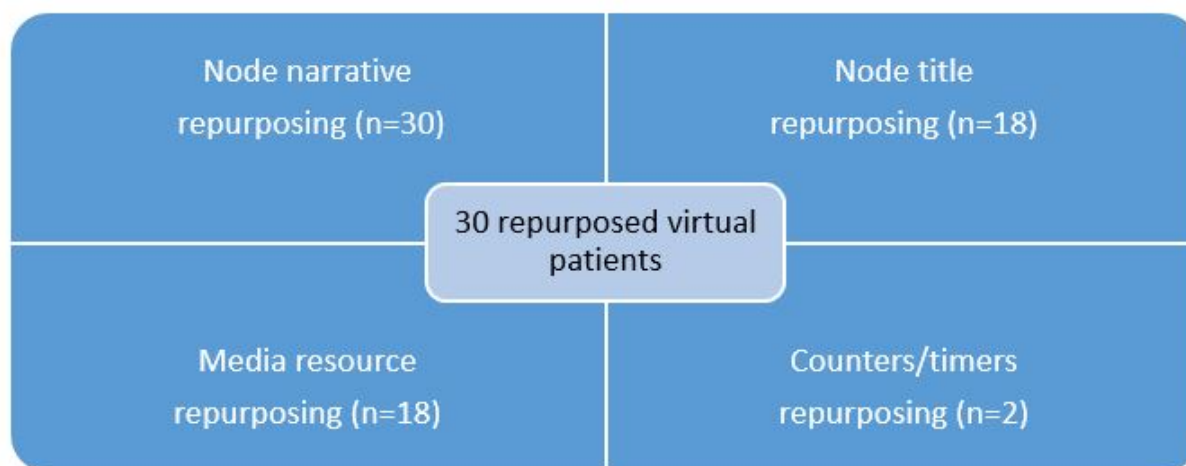 Node narrative
repurposing (n=30)
Node title
repurposing (n=18)
30 repurposed virtual
patients
Media resource
repurposing (n=18)
Counters/timers
repurposing (n=2)